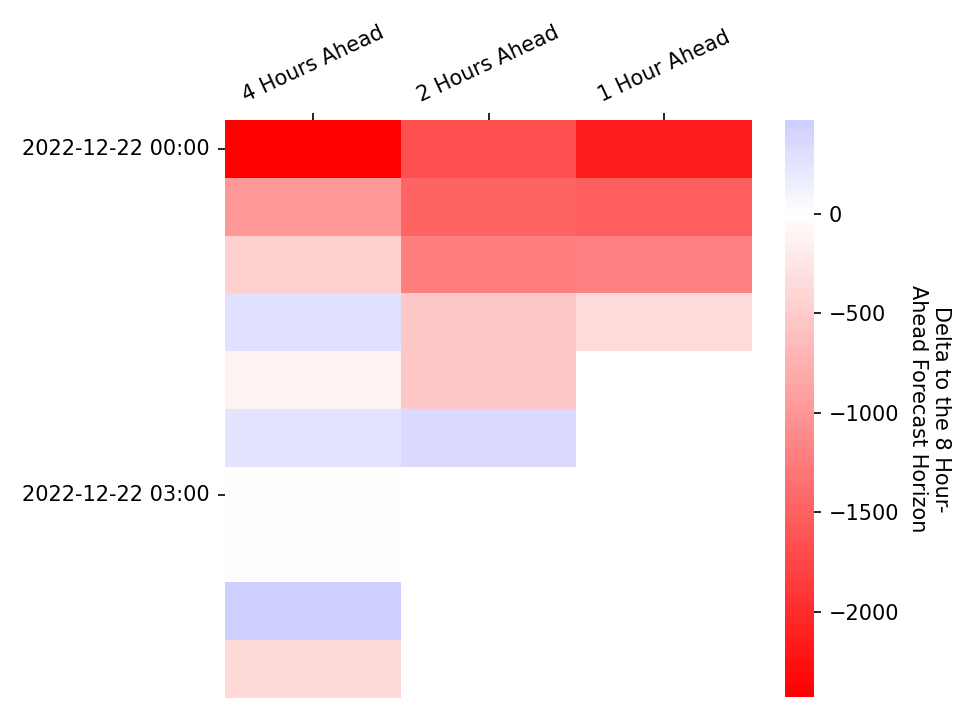 4 Hours Ahead
2 Hours Ahead
1 Hour Ahead
2022-12-22 00:00
2022-12-22 03:00
0
−500
−1000
−1500
−2000
Delta to the 8 Hour-
Ahead Forecast Horizon